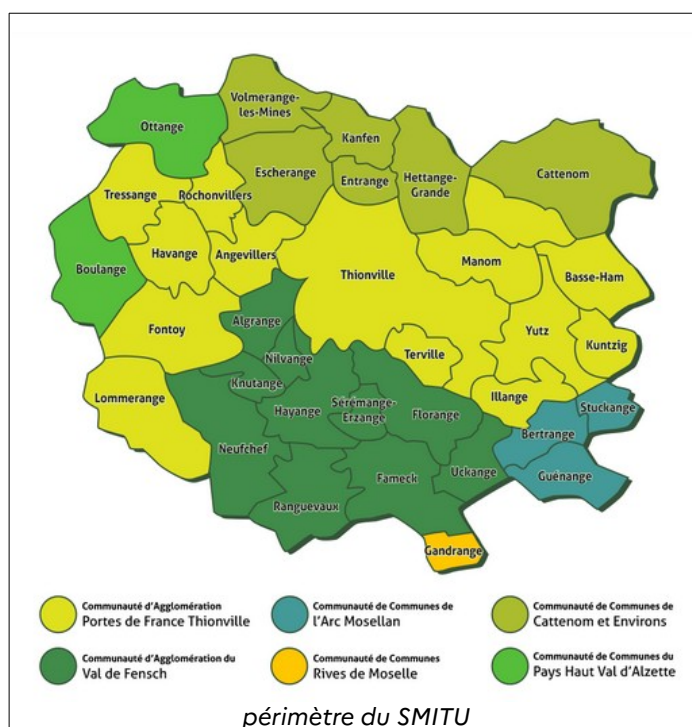 Volmerange-
les-Mines
Ottange
Kanfen
Escherange
Entrange
Hettange-
Grande
Cattenom
Tressange
Rochonvillers
Havange
Angevillers
Boulange
Thionville
Manom
Basse-Ham
Fontoy
Algrange
Yutz
Kuntzig
Nilvange
Terville
Knutange
Lommerange
Illange
Stuckange
Hayange
Sérémange-
Erzange
Florange
Bertrange
Neufchef
Fameck
Uckange
Guénange
Ranguevaux
Gandrange
Communauté d'Agglomération
Portes de France Thionville
Communauté de Communes de
l'Arc Mosellan
Communauté de Communes de
Cattenom et Environs
Communauté d'Agglomération du
Val de Fensch
Communauté de Communes
Rives de Moselle
Communauté de Communes du
Pays Haut Val d'Alzette
périmètre du SMITU